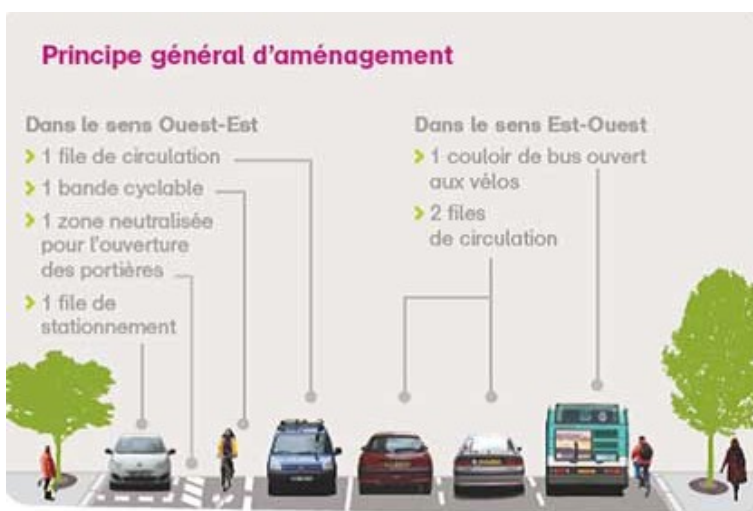 Principe général d'aménagement
Dans le sens Ouest-Est
> 1 file de circulation
> 1 bande cyclable
> 1 zone neutralisée
pour l'ouverture
des portières
> 1 file de
stationnement
Dans le sens Est-Ouest
> 1 couloir de bus ouvert
aux vélos
> 2 files
de circulation